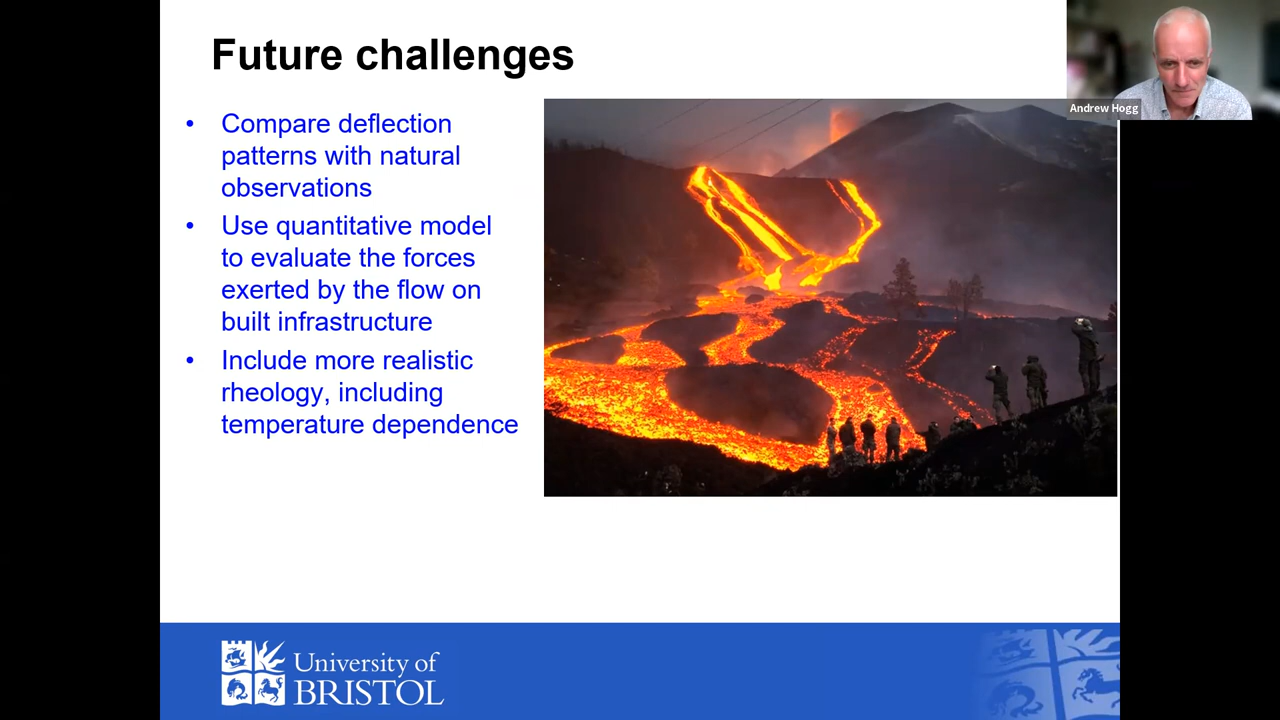 Future challenges
• Compare deflection
patterns with natural
observations
• Use quantitative model
to evaluate the forces
exerted by the flow on
built infrastructure
• Include more realistic
rheology, including
temperature dependence
Andrew Hogg
University of
BRISTOL